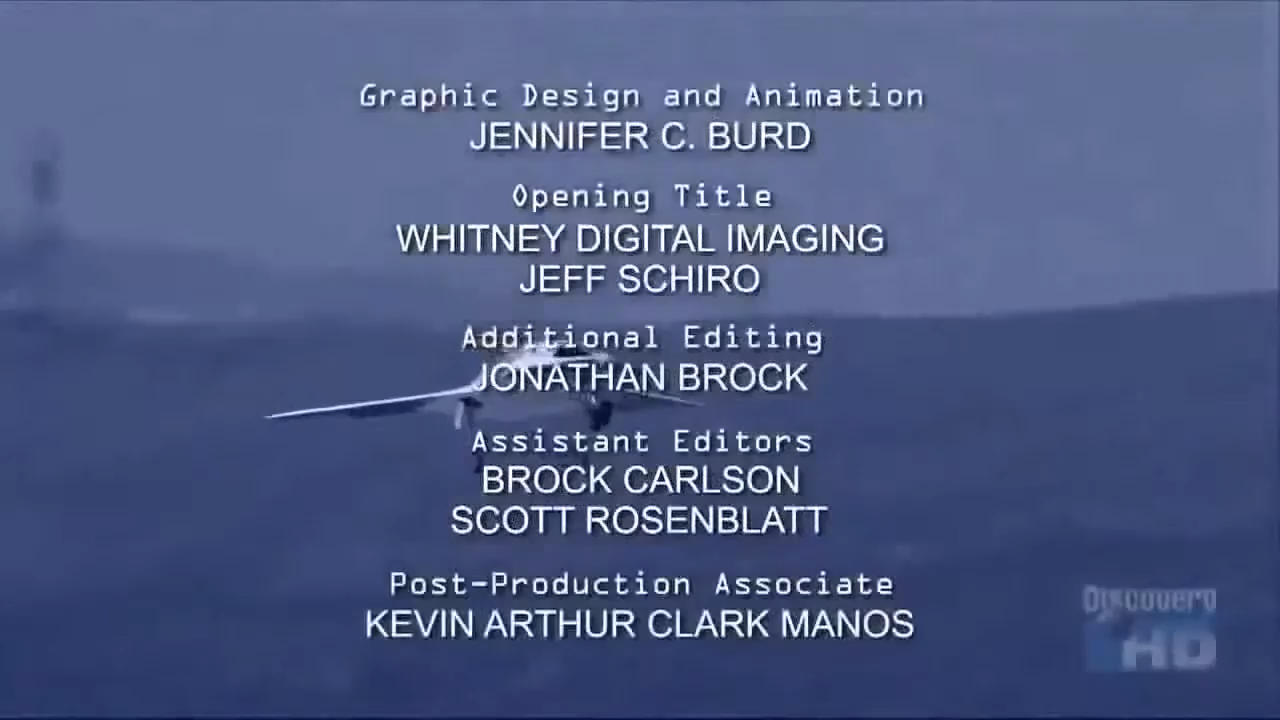 Graphic Design and Animation
JENNIFER C. BURD
Opening Title
WHITNEY DIGITAL IMAGING
JEFF SCHIRO
Additional Editing
JONATHAN BROCK
Assistant Editors
BROCK CARLSON
SCOTT ROSENBLATT
Post-Production Associate
KEVIN ARTHUR CLARK MANOS
Discovery
HD